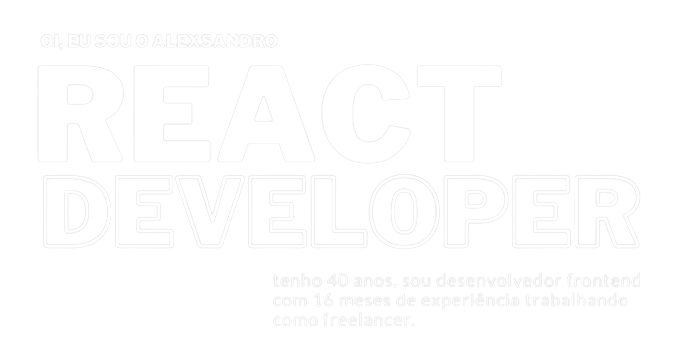 OI, EU SOU O ALEXSANDRO
REACT
DEVELOPER
tenho 40 anos, sou desenvolvedor frontend
com 16 meses de experiência trabalhando
como freelancer.